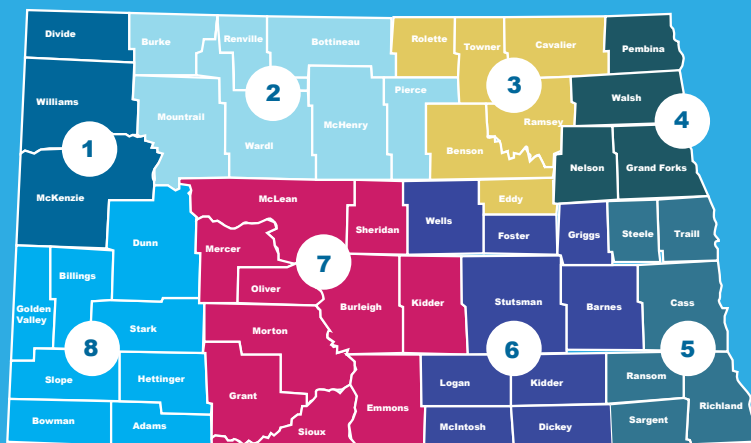 Divide
Burke
Renville
Bottineau
Rolette
Towner
Cavalier
Pembina
Williams
Mountrail
2
Wardl
McHenry
Pierce
3
Ramsey
Benson
Walsh
4
Nelson
Grand Forks
1
McKenzie
McLean
Sheridan
Wells
Eddy
Foster
Griggs
Steele
Traill
Dunn
Mercer
7
Oliver
Billings
Golden
Valley
Stark
8
Burleigh
Kidder
Stutsman
Barnes
Cass
Morton
6
5
Slope
Hettinger
Grant
Emmons
Logan
Kidder
Ransom
Richland
Bowman
Adams
Sioux
McIntosh
Dickey
Sargent